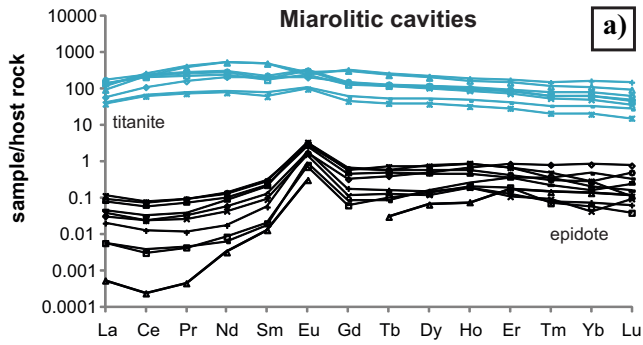 Miarolitic cavities
a)
sample/host rock
10000
1000
100
10
1
0.1
0.01
0.001
0.0001
titanite
epidote
La Ce Pr Nd Sm Eu Gd Tb Dy Ho Er Tm Yb Lu